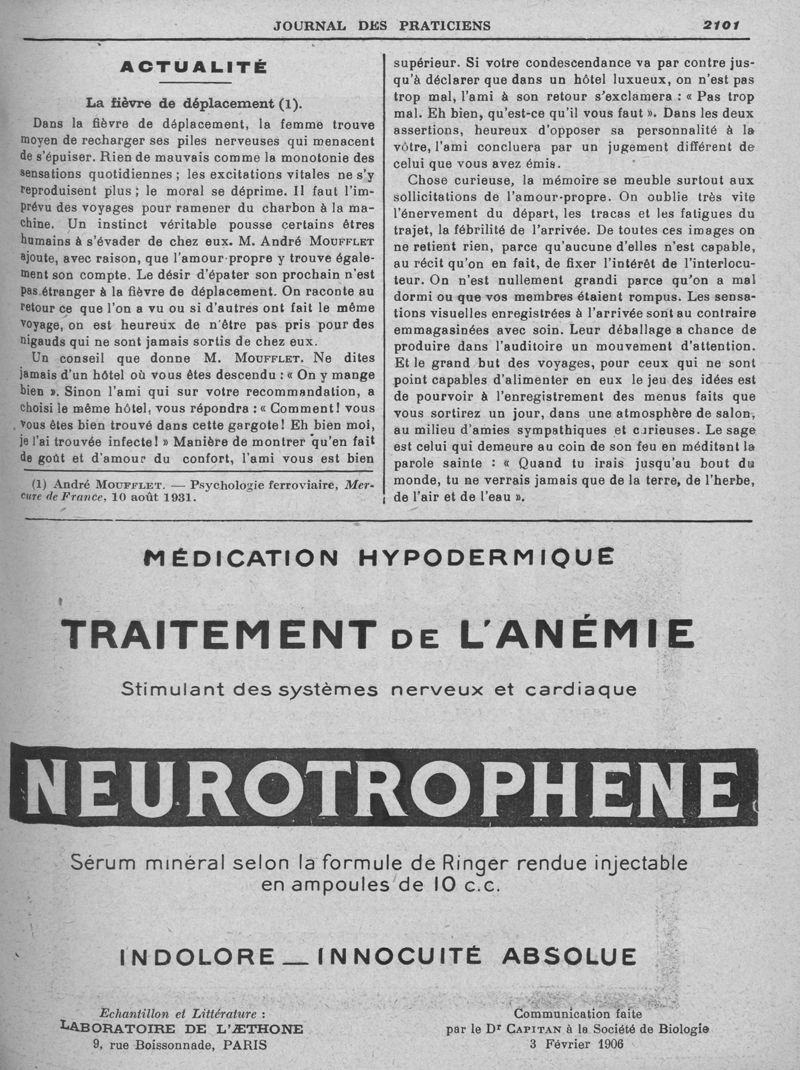 JOURNAL DES PRATICIENS 2101
ACTUALITÉ
La fièvre de déplacement (1).
Dans la fièvre de déplacement, la femme trouve
moyen de recharger ses piles nerveuses qui menacent
de s'épuiser. Rien de mauvais comme la monotonie des
sensations quotidiennes ; les excitations vitales ne s'y
reproduisent plus ; le moral se déprime. Il faut l'im-
prévu des voyages pour ramener du charbon à la ma-
chine. Un instinct véritable pousse certains êtres
humains à s'évader de chez eux. M. André MOUFFLET
ajoute, avec raison, que l'amour-propre y trouve égale-
ment son compte. Le désir d'épater son prochain n'est
pas étranger à la fièvre de déplacement. On raconte au
retour ce que l'on a vu ou si d'autres ont fait le même
voyage, on est heureux de n'être pas pris pour des
nigauds qui ne sont jamais sortis de chez eux.
Un conseil que donne M. MOUFFLET. Ne dites
jamais d'un hôtel où vous êtes descendu : « On y mange
bien ». Sinon l'ami qui sur votre recommandation, a
choisi le même hôtel, vous répondra : « Comment! vous
vous êtes bien trouvé dans cette gargote! Eh bien moi,
je l'ai trouvée infecte! » Manière de montrer qu'en fait
de goût et d'amour du confort, l'ami vous est bien
(1) André MOUFFLET. — Psychologie ferroviaire, Mer-
cure de France, 10 août 1931.
supérieur. Si votre condescendance va par contre jus-
qu'à déclarer que dans un hôtel luxueux, on n'est pas
trop mal, l'ami à son retour s'exclamera : « Pas trop
mal. Eh bien, qu'est-ce qu'il vous faut ». Dans les deux
assertions, heureux d'opposer sa personnalité à la
vôtre, l'ami concluera par un jugement différent de
celui que vous avez émis.
Chose curieuse, la mémoire se meuble surtout aux
sollicitations de l'amour-propre. On oublie très vite
l'énervement du départ, les tracas et les fatigues du
trajet, la fébrilité de l'arrivée. De toutes ces images on
ne retient rien, parce qu'aucune d'elles n'est capable,
au récit qu'on en fait, de fixer l'intérêt de l'interlocu-
teur. On n'est nullement grandi parce qu'on a mal
dormi ou que vos membres étaient rompus. Les sensa-
tions visuelles enregistrées à l'arrivée sont au contraire
emmagasinées avec soin. Leur déballage a chance de
produire dans l'auditoire un mouvement d'attention.
Et le grand but des voyages, pour ceux qui ne sont
point capables d'alimenter en eux le jeu des idées est
de pourvoir à l'enregistrement des menus faits que
vous sortirez un jour, dans une atmosphère de salon,
au milieu d'amies sympathiques et curieuses. Le sage
est celui qui demeure au coin de son feu en méditant la
parole sainte : « Quand tu irais jusqu'au bout du
monde, tu ne verrais jamais que de la terre, de l'herbe,
de l'air et de l'eau ».
MÉDICATION HYPODERMIQUE
TRAITEMENT DE L'ANÉMIE
Stimulant des systèmes nerveux et cardiaque
NEUROTROPHENE
Sérum minéral selon la formule de Ringer rendue injectable
en ampoules de 10 c.c.
INDOLORE — INNOCUITÉ ABSOLUE
Echantillon et Littérature :
LABORATOIRE DE L'ÆTHONE
9, rue Boissonnade, PARIS
Communication faite
par le Dr CAPITAN à la Société de Biologie
3 Février 1906